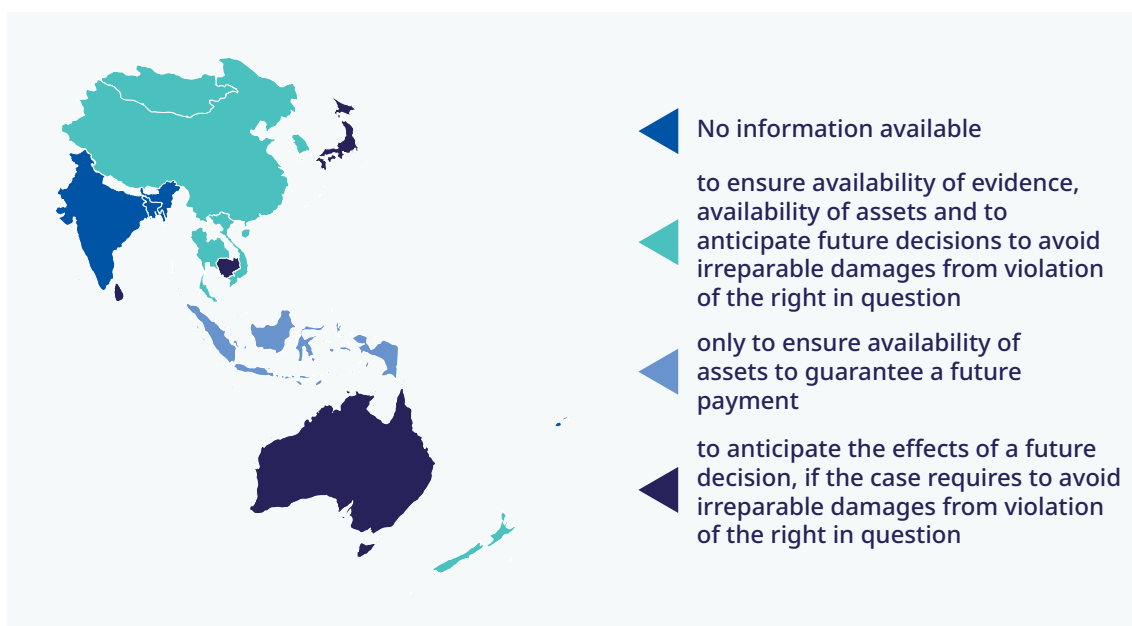 No information available
to ensure availability of evidence,
availability of assets and to
anticipate future decisions to avoid
irreparable damages from violation
of the right in question
only to ensure availability of
assets to guarantee a future
payment
to anticipate the effects of a future
decision, if the case requires to avoid
irreparable damages from violation
of the right in question